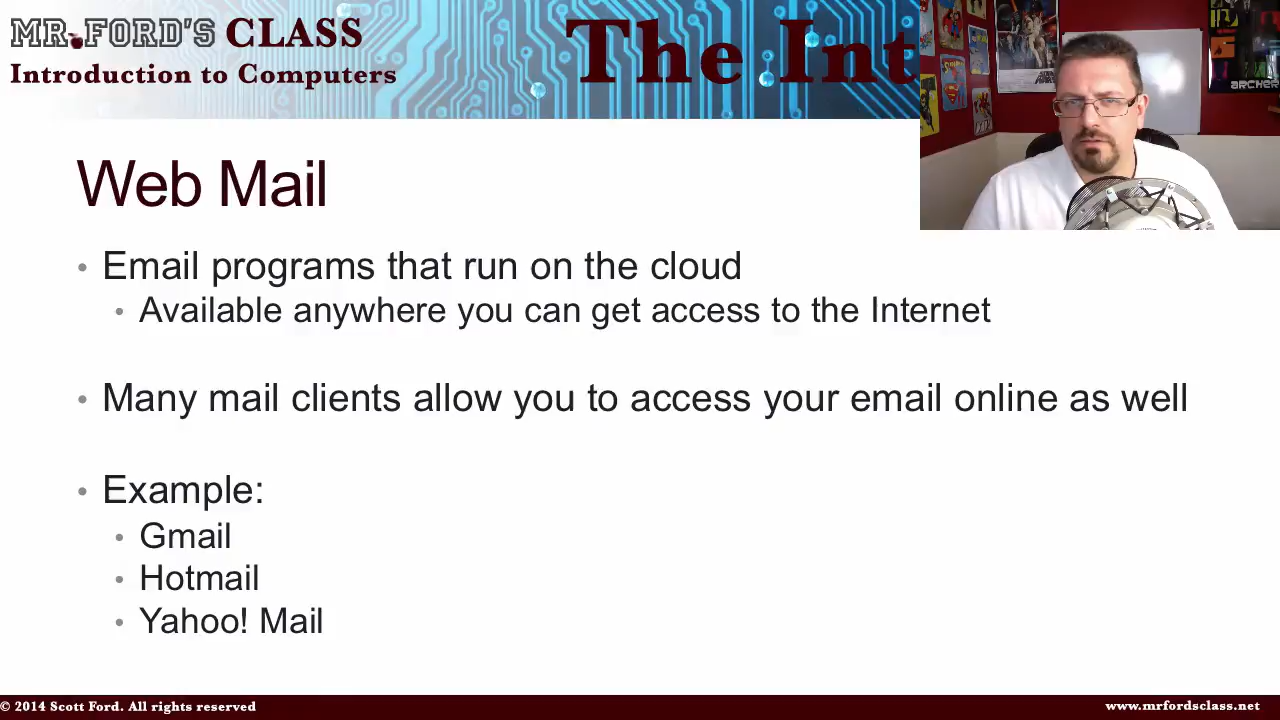 MR.FORD'S CLASS
Introduction to Computers
The Int
ARCHER
Web Mail
• Email programs that run on the cloud
• Available anywhere you can get access to the Internet
• Many mail clients allow you to access your email online as well
• Example:
• Gmail
• Hotmail
• Yahoo! Mail
© 2014 Scott Ford. All rights reserved
www.mrfordsclass.net